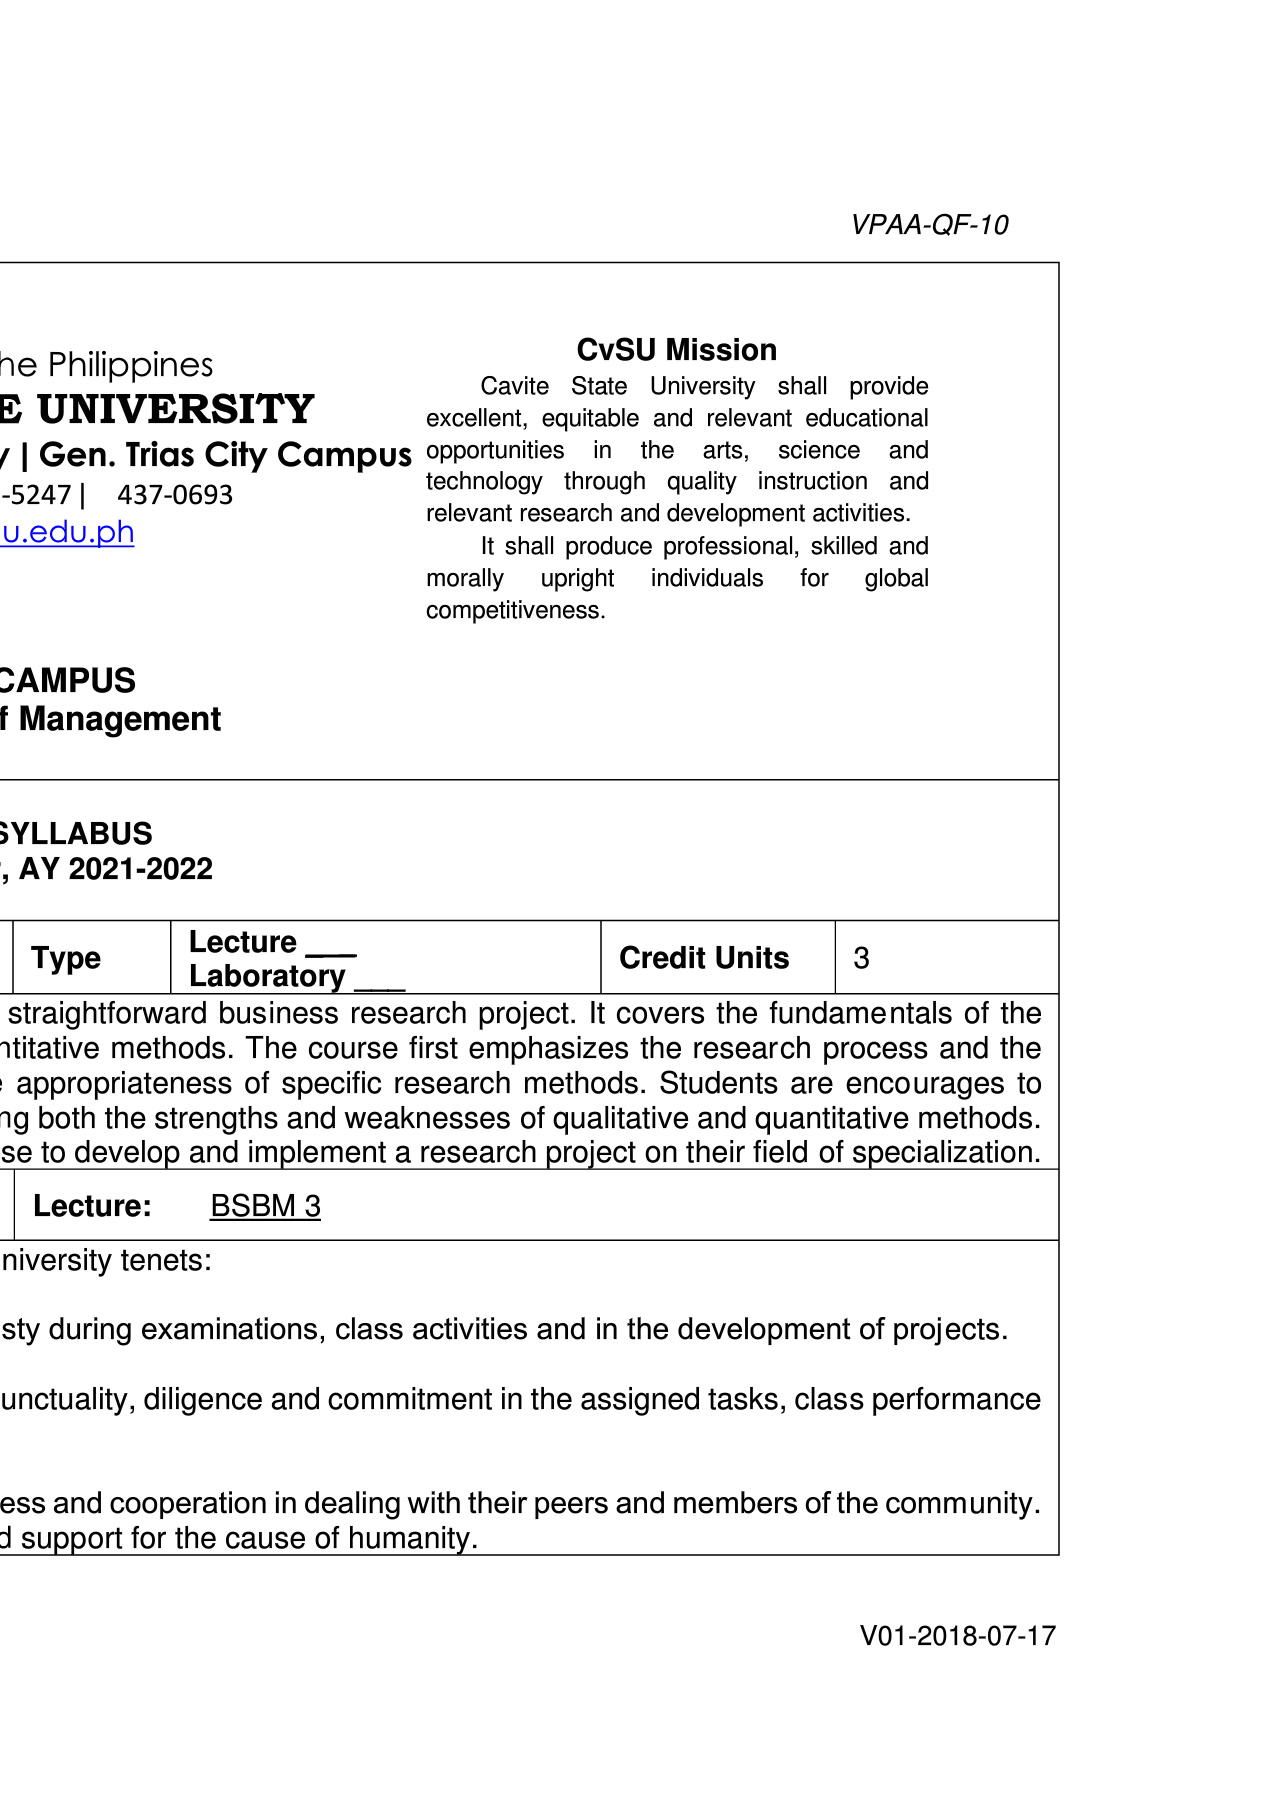 VPAA-QF-10
he Philippines
E UNIVERSITY
y | Gen. Trias City Campus
-5247 | 437-0693
u.edu.ph
CvSU Mission
Cavite State University shall provide
excellent, equitable and relevant educational
opportunities in the arts, science and
technology through quality instruction and
relevant research and development activities.
It shall produce professional, skilled and
morally upright individuals for global
competitiveness.
CAMPUS
f Management
SYLLABUS
, AY 2021-2022
Type
Lecture ___
Laboratory ___
Credit Units
3
straightforward business research project. It covers the fundamentals of the
ntitative methods. The course first emphasizes the research process and the
e appropriateness of specific research methods. Students are encourages to
ng both the strengths and weaknesses of qualitative and quantitative methods.
se to develop and implement a research project on their field of specialization.
Lecture: BSBM 3
niversity tenets:
sty during examinations, class activities and in the development of projects.
unctuality, diligence and commitment in the assigned tasks, class performance
ess and cooperation in dealing with their peers and members of the community.
d support for the cause of humanity.
V01-2018-07-17